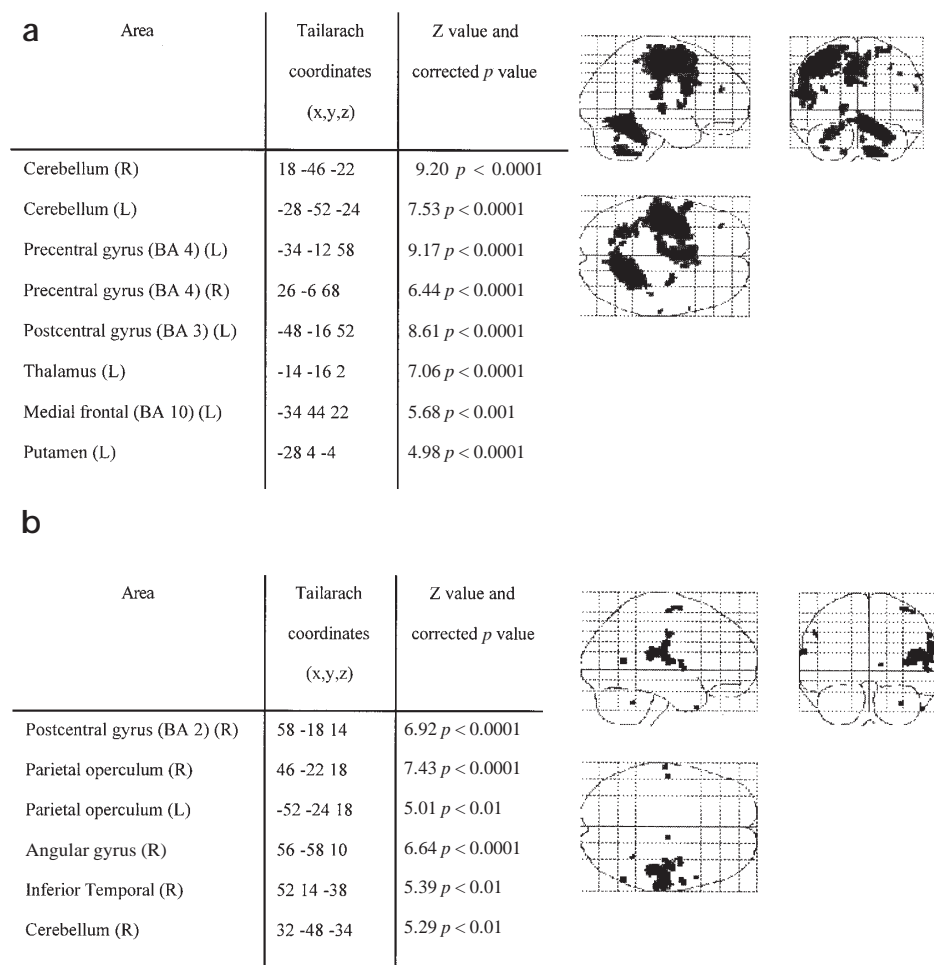 a
Area Tailarach coordinates (x,y,z) Z value and corrected p value
Cerebellum (R) 18 -46 -22 9.20 p < 0.0001
Cerebellum (L) -28 -52 -24 7.53 p < 0.0001
Precentral gyrus (BA 4) (L) -34 -12 58 9.17 p < 0.0001
Precentral gyrus (BA 4) (R) 26 -6 68 6.44 p < 0.0001
Postcentral gyrus (BA 3) (L) -48 -16 52 8.61 p < 0.0001
Thalamus (L) -14 -16 2 7.06 p < 0.0001
Medial frontal (BA 10) (L) -34 44 22 5.68 p < 0.001
Putamen (L) -28 4 -4 4.98 p < 0.0001
b
Area Tailarach coordinates (x,y,z) Z value and corrected p value
Postcentral gyrus (BA 2) (R) 58 -18 14 6.92 p < 0.0001
Parietal operculum (R) 46 -22 18 7.43 p < 0.0001
Parietal operculum (L) -52 -24 18 5.01 p < 0.01
Angular gyrus (R) 56 -58 10 6.64 p < 0.0001
Inferior Temporal (R) 52 14 -38 5.39 p < 0.01
Cerebellum (R) 32 -48 -34 5.29 p < 0.01